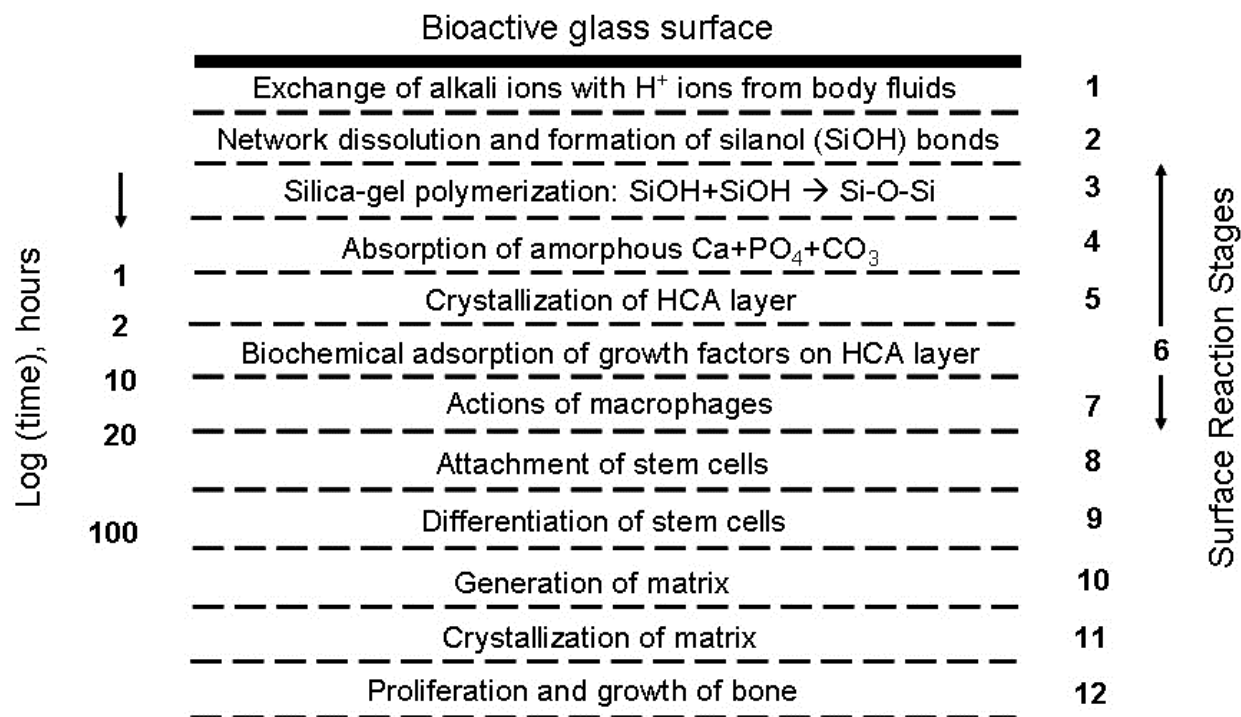 Bioactive glass surface
Exchange of alkali ions with H⁺ ions from body fluids 1
Network dissolution and formation of silanol (SiOH) bonds 2
Silica-gel polymerization: SiOH+SiOH → Si-O-Si 3
Absorption of amorphous Ca+PO₄+CO₃ 4
1
Crystallization of HCA layer 5
2
Biochemical adsorption of growth factors on HCA layer 6
10
Actions of macrophages 7
20
Attachment of stem cells 8
Differentiation of stem cells 9
100
Generation of matrix 10
Crystallization of matrix 11
Proliferation and growth of bone 12
Log (time), hours
Surface Reaction Stages